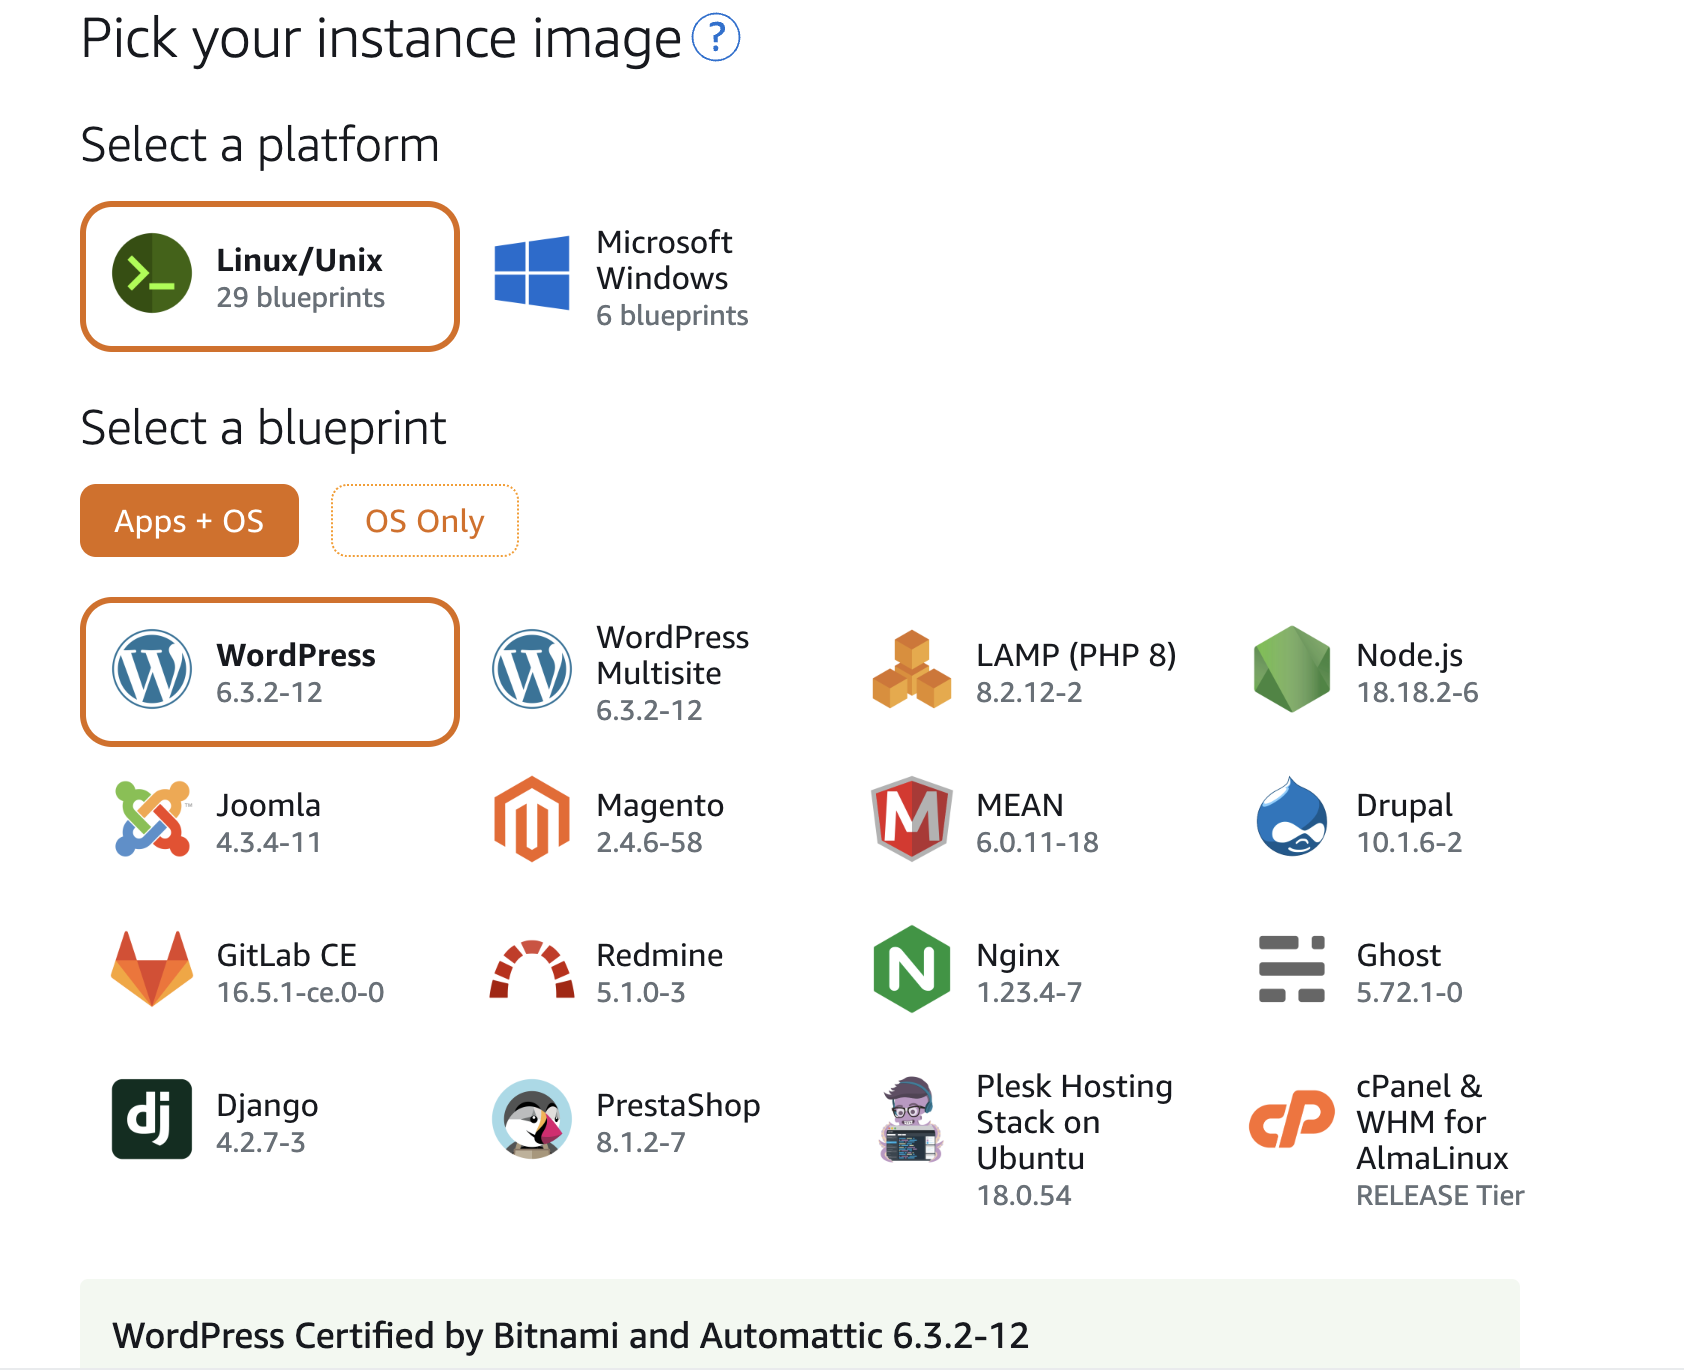 Pick your instance image ?
Select a platform
Linux/Unix
29 blueprints
Microsoft
Windows
6 blueprints
Select a blueprint
Apps + OS
OS Only
WordPress
6.3.2-12
WordPress
Multisite
6.3.2-12
LAMP (PHP 8)
8.2.12-2
Node.js
18.18.2-6
Joomla
4.3.4-11
Magento
2.4.6-58
MEAN
6.0.11-18
Drupal
10.1.6-2
GitLab CE
16.5.1-ce.0-0
Redmine
5.1.0-3
Nginx
1.23.4-7
Ghost
5.72.1-0
dj
Django
4.2.7-3
PrestaShop
8.1.2-7
Plesk Hosting
Stack on
Ubuntu
18.0.54
cP
cPanel &
WHM for
AlmaLinux
RELEASE Tier
WordPress Certified by Bitnami and Automattic 6.3.2-12